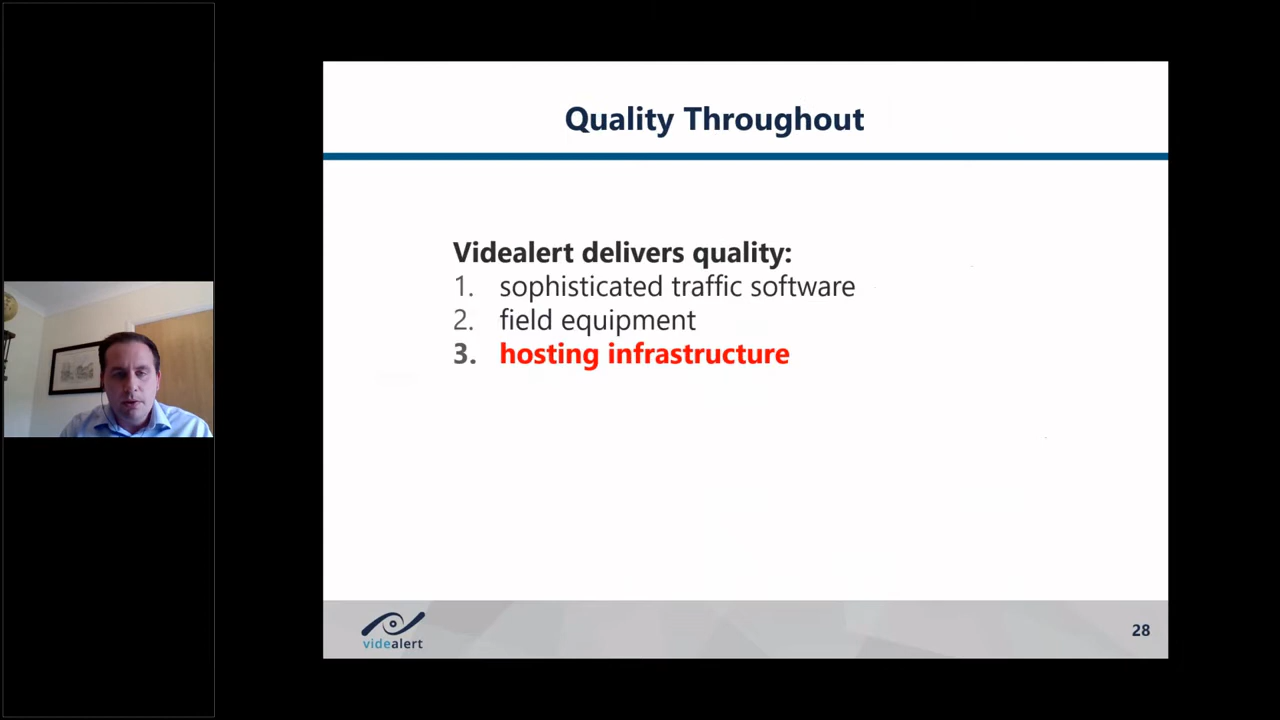 Quality Throughout
Videalert delivers quality:
1. sophisticated traffic software
2. field equipment
3. hosting infrastructure
videalert
28